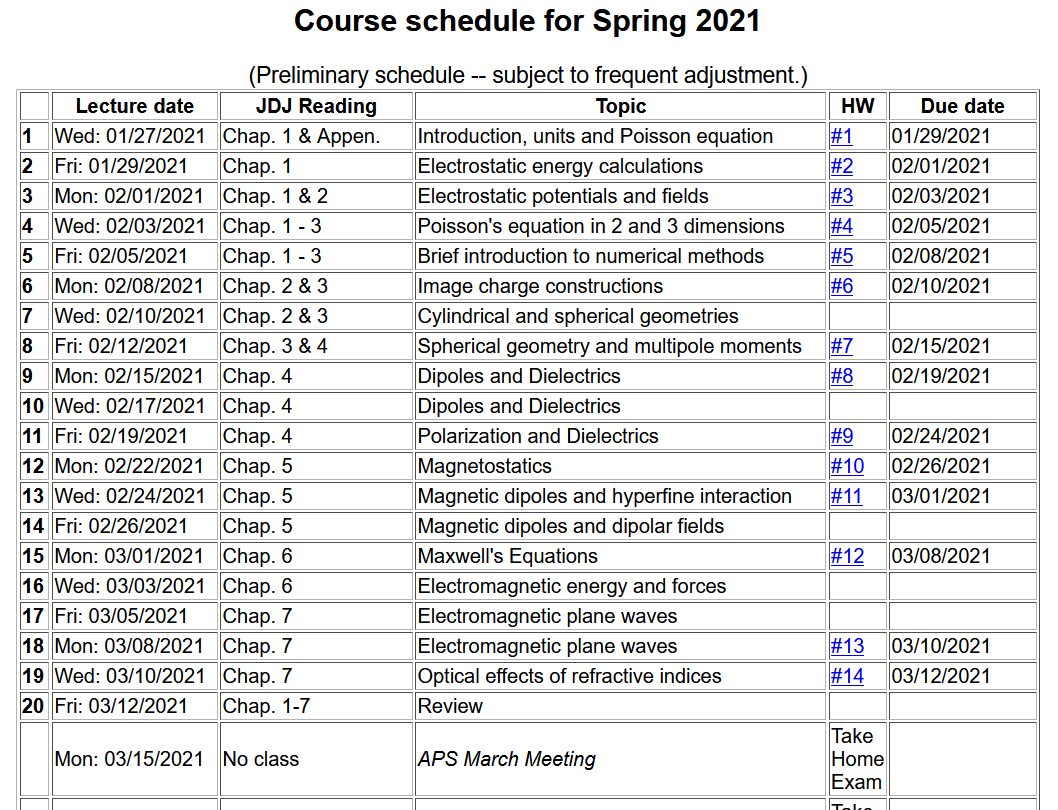 Course schedule for Spring 2021
(Preliminary schedule -- subject to frequent adjustment.)
Lecture date JDJ Reading Topic HW Due date
1 Wed: 01/27/2021 Chap. 1 & Appen. Introduction, units and Poisson equation #1 01/29/2021
2 Fri: 01/29/2021 Chap. 1 Electrostatic energy calculations #2 02/01/2021
3 Mon: 02/01/2021 Chap. 1 & 2 Electrostatic potentials and fields #3 02/03/2021
4 Wed: 02/03/2021 Chap. 1 - 3 Poisson's equation in 2 and 3 dimensions #4 02/05/2021
5 Fri: 02/05/2021 Chap. 1 - 3 Brief introduction to numerical methods #5 02/08/2021
6 Mon: 02/08/2021 Chap. 2 & 3 Image charge constructions #6 02/10/2021
7 Wed: 02/10/2021 Chap. 2 & 3 Cylindrical and spherical geometries
8 Fri: 02/12/2021 Chap. 3 & 4 Spherical geometry and multipole moments #7 02/15/2021
9 Mon: 02/15/2021 Chap. 4 Dipoles and Dielectrics #8 02/19/2021
10 Wed: 02/17/2021 Chap. 4 Dipoles and Dielectrics
11 Fri: 02/19/2021 Chap. 4 Polarization and Dielectrics #9 02/24/2021
12 Mon: 02/22/2021 Chap. 5 Magnetostatics #10 02/26/2021
13 Wed: 02/24/2021 Chap. 5 Magnetic dipoles and hyperfine interaction #11 03/01/2021
14 Fri: 02/26/2021 Chap. 5 Magnetic dipoles and dipolar fields
15 Mon: 03/01/2021 Chap. 6 Maxwell's Equations #12 03/08/2021
16 Wed: 03/03/2021 Chap. 6 Electromagnetic energy and forces
17 Fri: 03/05/2021 Chap. 7 Electromagnetic plane waves
18 Mon: 03/08/2021 Chap. 7 Electromagnetic plane waves #13 03/10/2021
19 Wed: 03/10/2021 Chap. 7 Optical effects of refractive indices #14 03/12/2021
20 Fri: 03/12/2021 Chap. 1-7 Review
Mon: 03/15/2021 No class APS March Meeting Take
Home
Exam